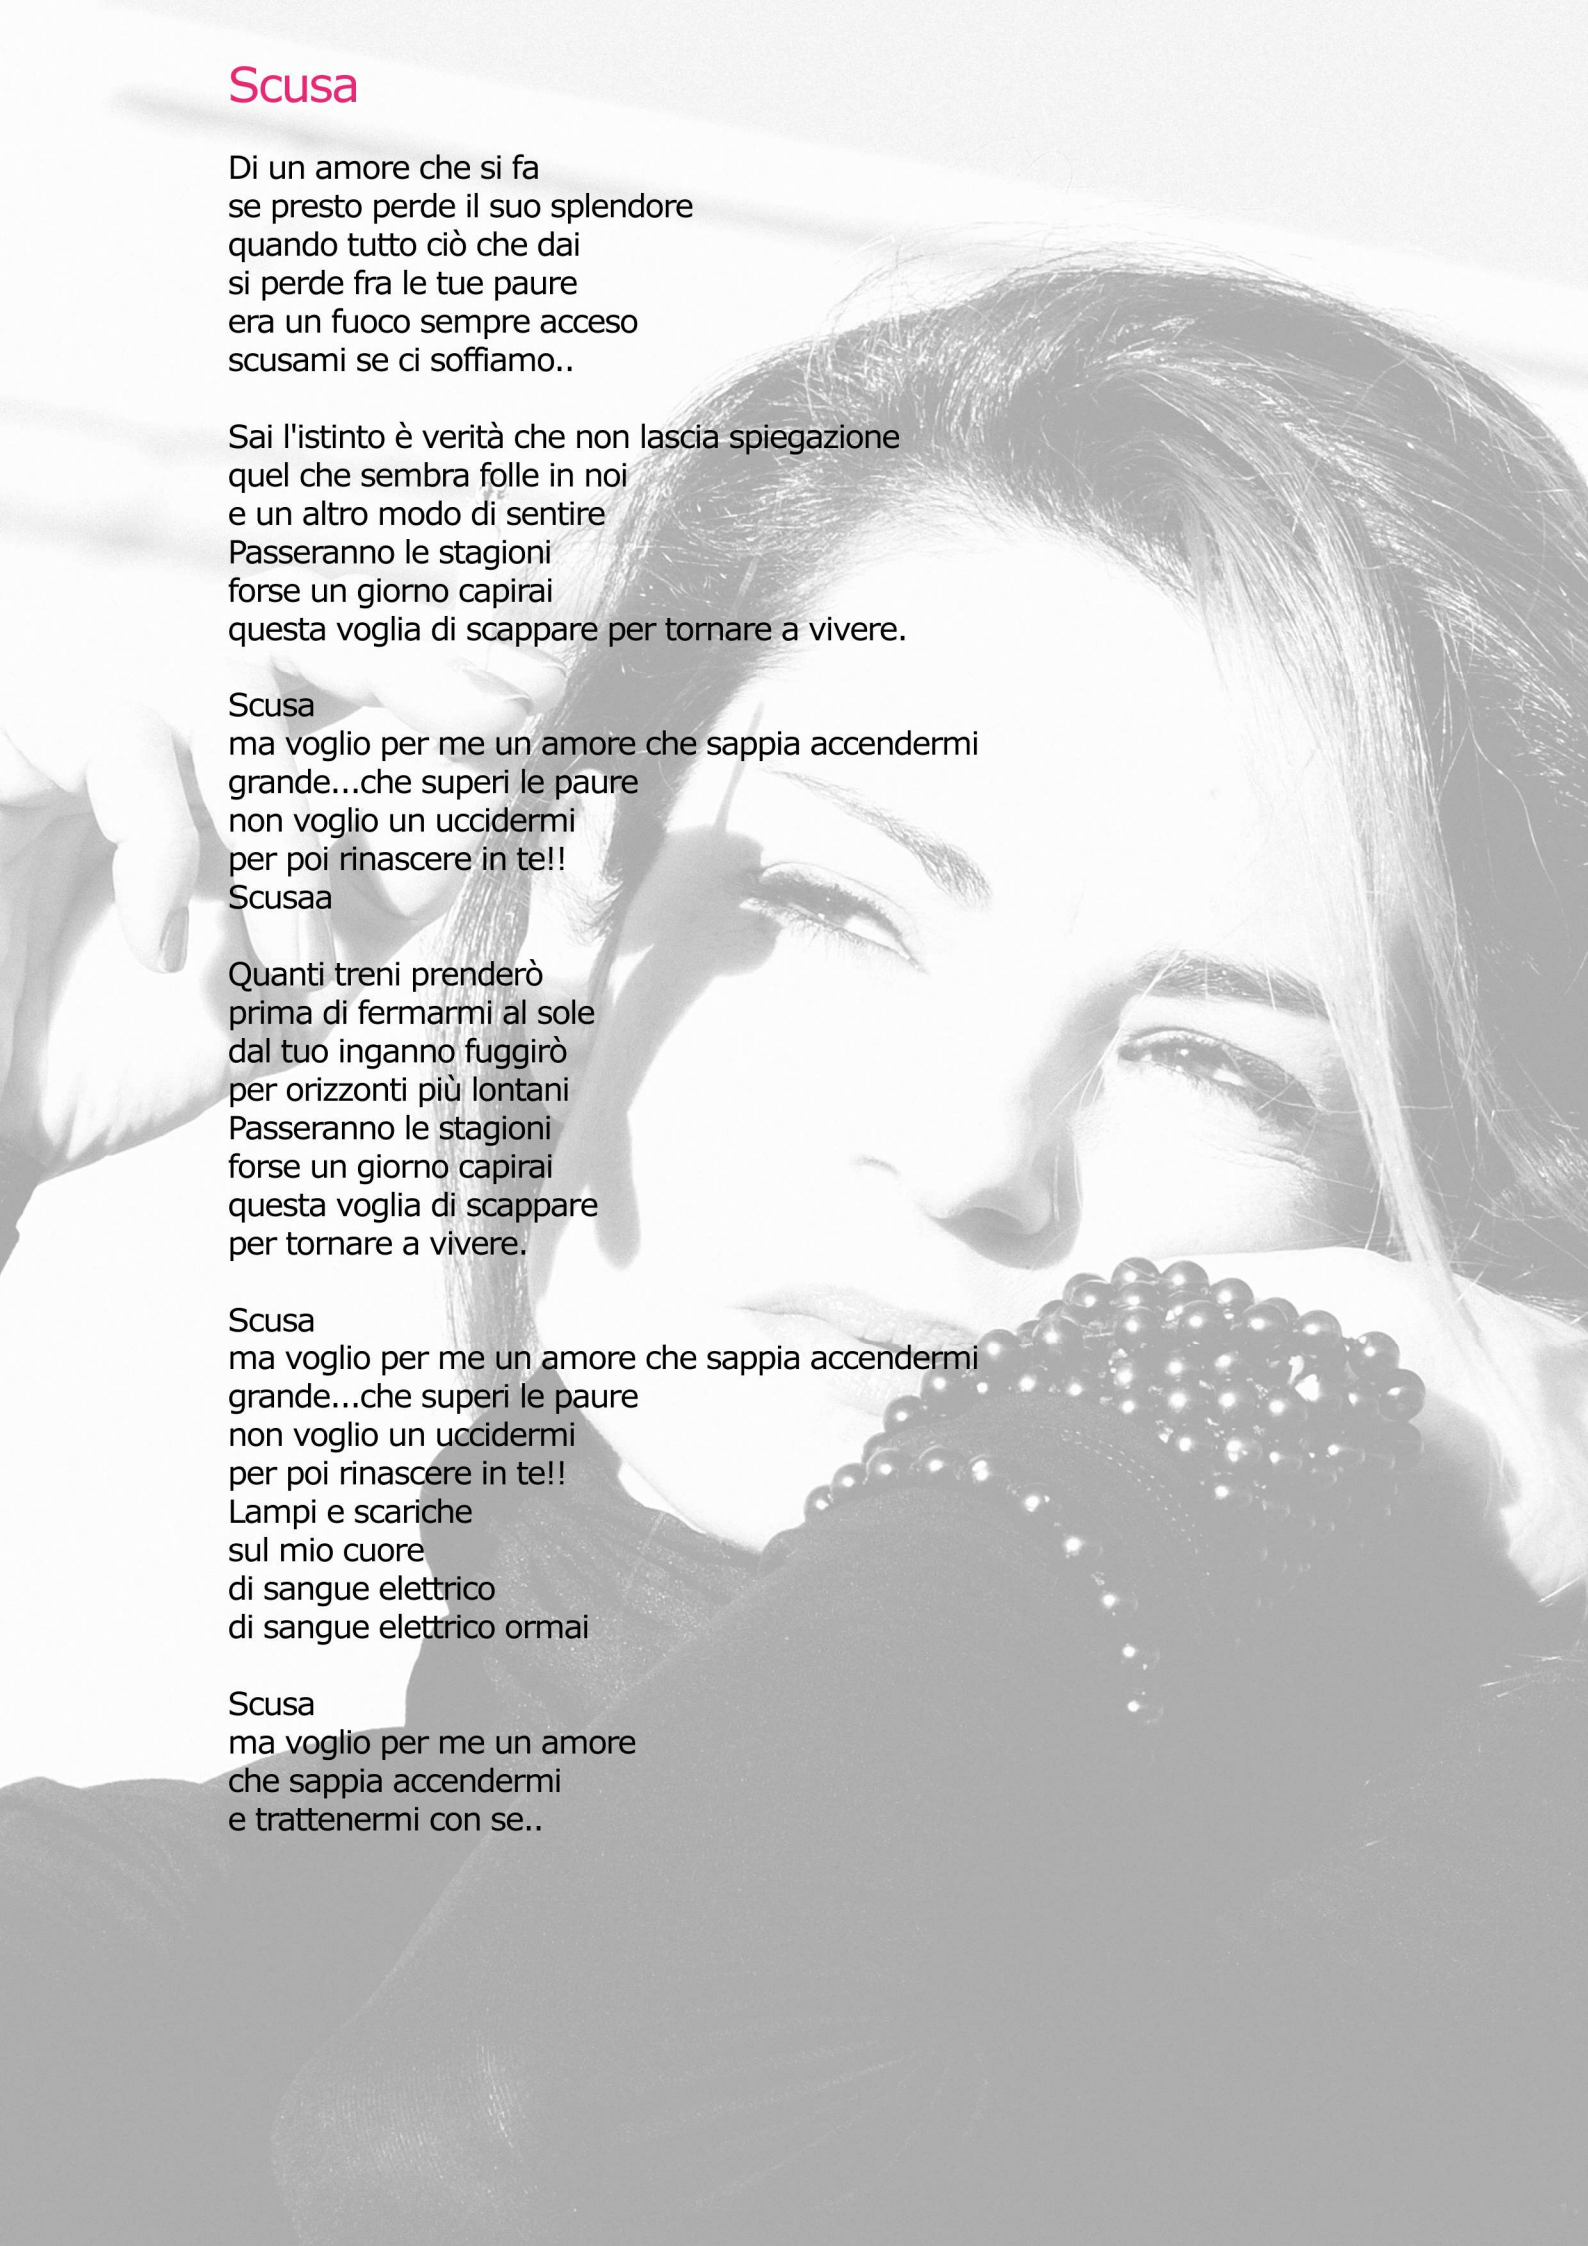 Scusa
Di un amore che si fa
se presto perde il suo splendore
quando tutto ciò che dai
si perde fra le tue paure
era un fuoco sempre acceso
scusami se ci soffiamo..
Sai l'istinto è verità che non lascia spiegazione
quel che sembra folle in noi
e un altro modo di sentire
Passeranno le stagioni
forse un giorno capirai
questa voglia di scappare per tornare a vivere.
Scusa
ma voglio per me un amore che sappia accendermi
grande...che superi le paure
non voglio un uccidermi
per poi rinascere in te!!
Scusaa
Quanti treni prenderò
prima di fermarmi al sole
dal tuo inganno fuggirò
per orizzonti più lontani
Passeranno le stagioni
forse un giorno capirai
questa voglia di scappare
per tornare a vivere.
Scusa
ma voglio per me un amore che sappia accendermi
grande...che superi le paure
non voglio un uccidermi
per poi rinascere in te!!
Lampi e scariche
sul mio cuore
di sangue elettrico
di sangue elettrico ormai
Scusa
ma voglio per me un amore
che sappia accendermi
e trattenermi con se..